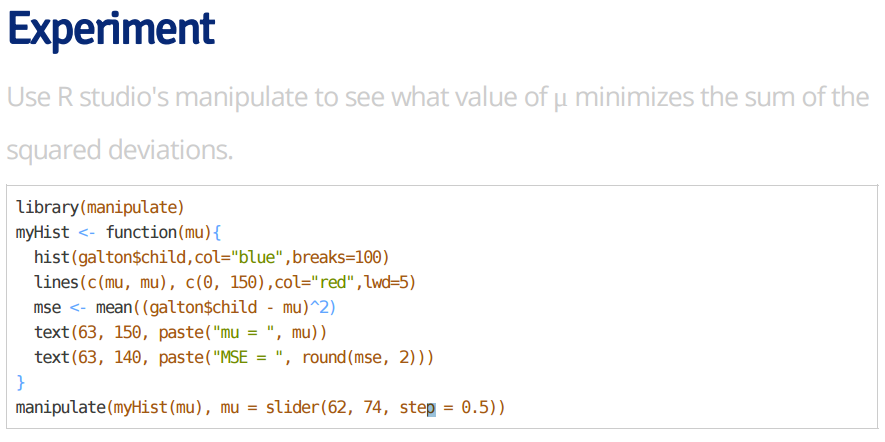 Experiment
Use R studio's manipulate to see what value of μ minimizes the sum of the
squared deviations.
library(manipulate)
myHist <- function(mu){
  hist(galton$child,col="blue",breaks=100)
  lines(c(mu, mu), c(0, 150),col="red",lwd=5)
  mse <- mean((galton$child - mu)^2)
  text(63, 150, paste("mu = ", mu))
  text(63, 140, paste("MSE = ", round(mse, 2)))
}
manipulate(myHist(mu), mu = slider(62, 74, step = 0.5))